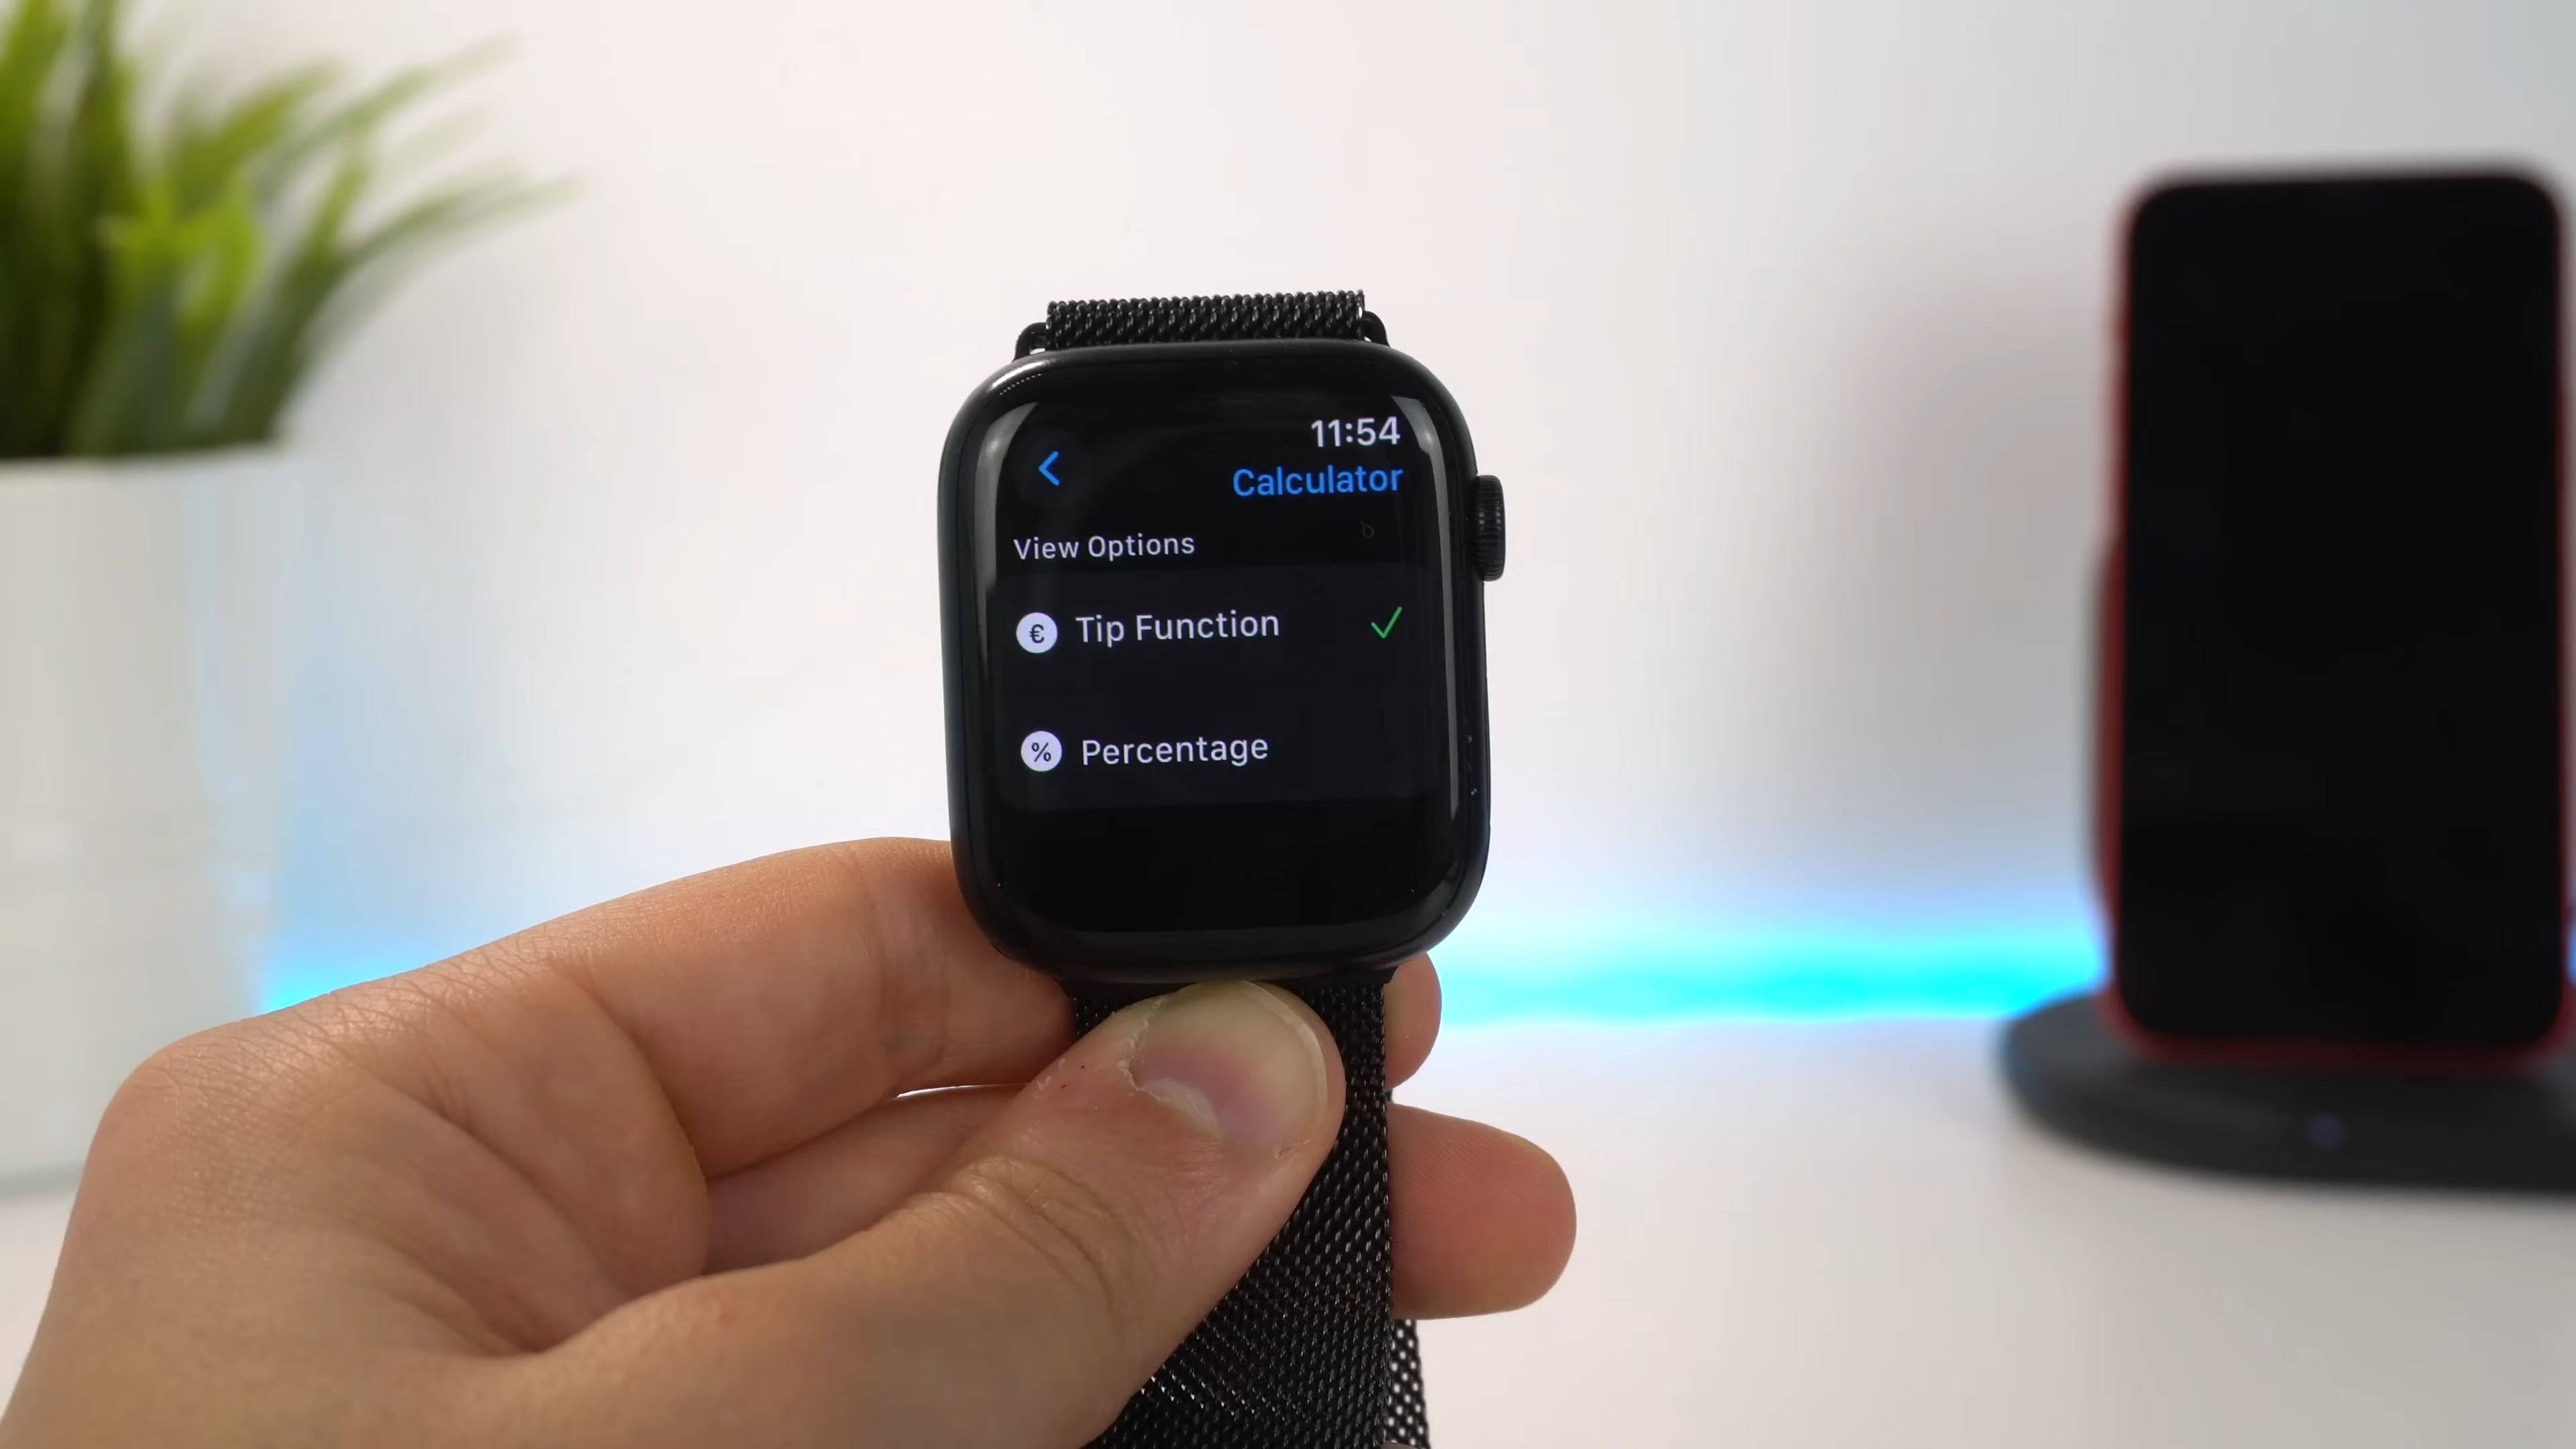 11:54
Calculator
View Options
€ Tip Function
% Percentage